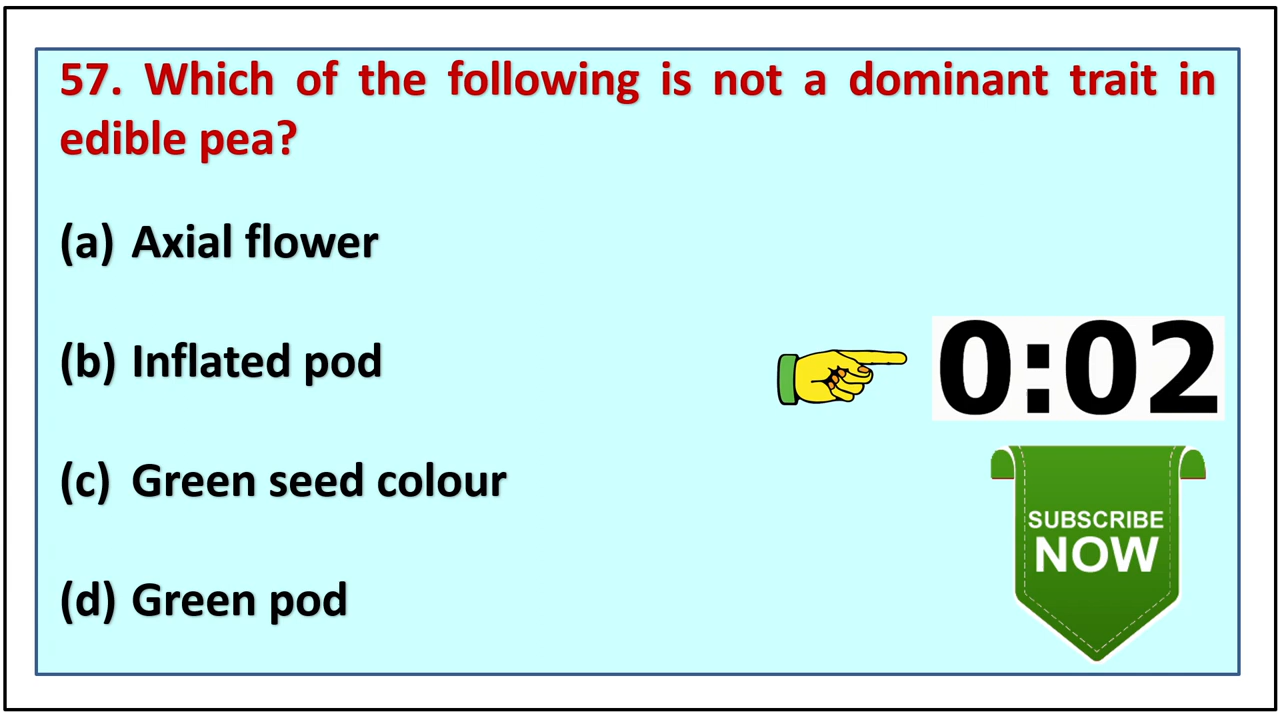 57. Which of the following is not a dominant trait in
edible pea?
(a) Axial flower
(b) Inflated pod
0:02
(c) Green seed colour
SUBSCRIBE
NOW
(d) Green pod